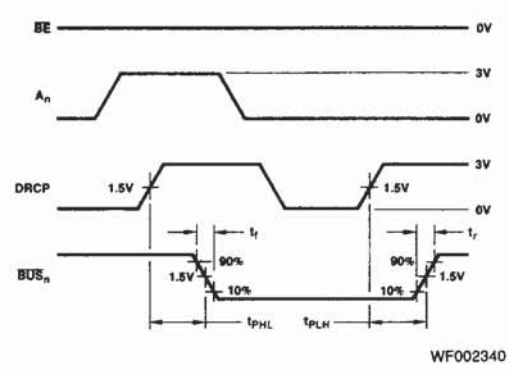 BE 0V
3V
An
0V
3V
DRCP 1.5V 1.5V
0V
tf tr
90% 90%
BUSn 1.5V 1.5V
10% 10%
tPHL tPLH
WF002340